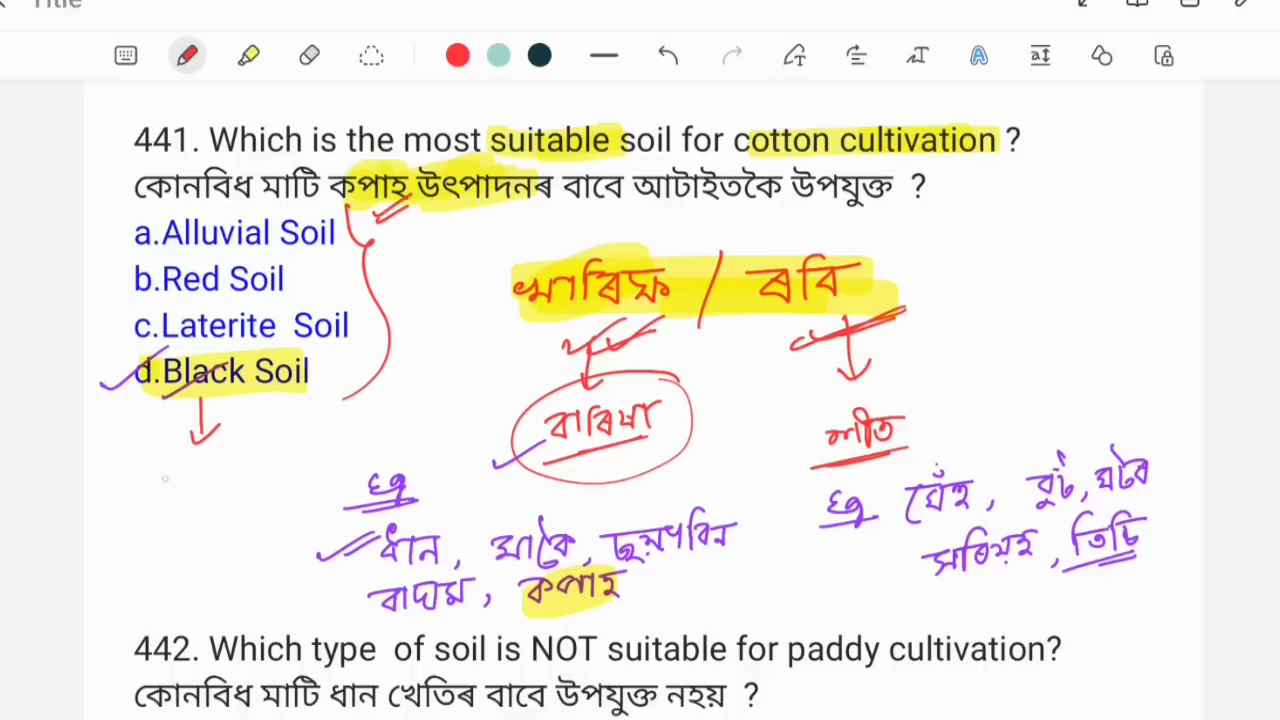 Title
441. Which is the most suitable soil for cotton cultivation ?
কোনবিধ মাটি কপাহ উৎপাদনৰ বাবে আটাইতকৈ উপযুক্ত ?
a.Alluvial Soil
b.Red Soil
c.Laterite Soil
d.Black Soil
খাৰিফ / ৰবি
বাৰিষা
শীত
ধান, মাকৈ, ছয়াবিন
বাদাম, কপাহ
ঘেঁহু, বুট, মটৰ
সৰিয়হ, তিচি
442. Which type of soil is NOT suitable for paddy cultivation?
কোনবিধ মাটি ধান খেতিৰ বাবে উপযুক্ত নহয় ?